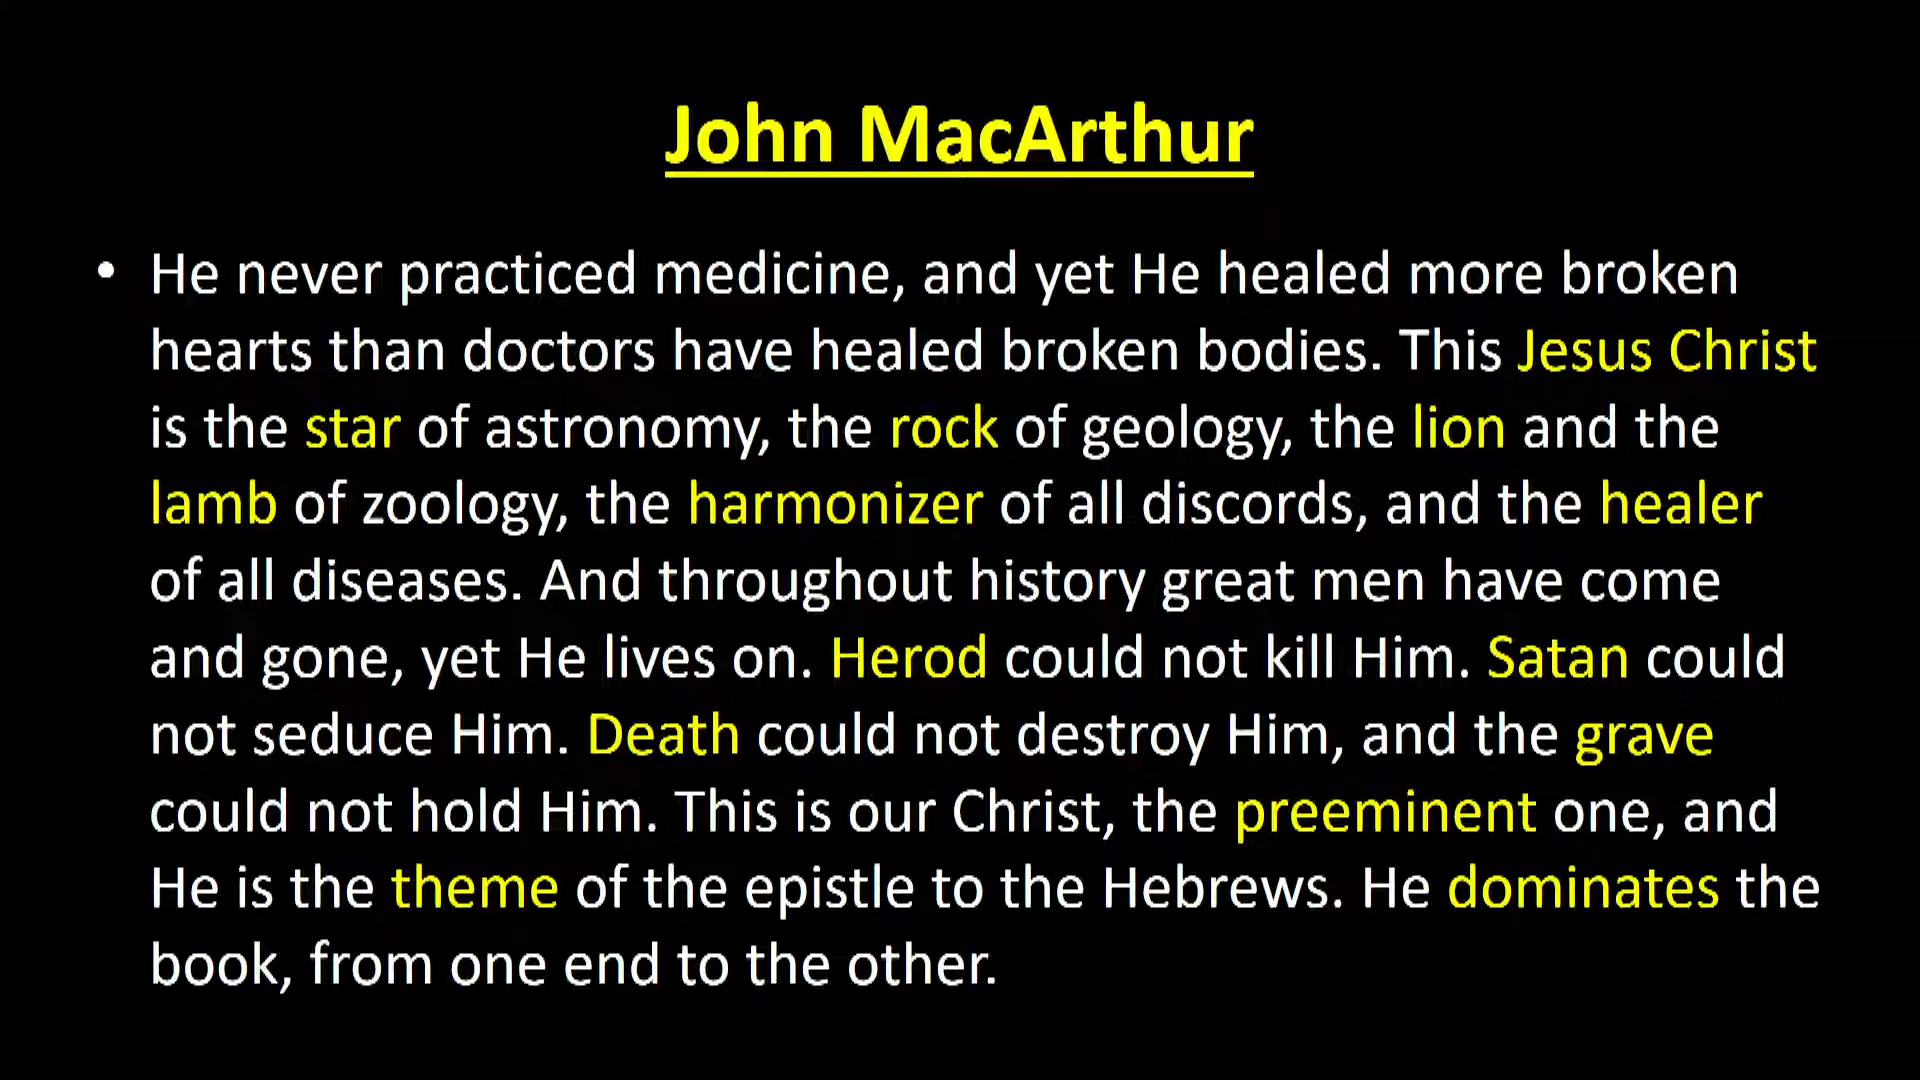 John MacArthur
• He never practiced medicine, and yet He healed more broken
hearts than doctors have healed broken bodies. This Jesus Christ
is the star of astronomy, the rock of geology, the lion and the
lamb of zoology, the harmonizer of all discords, and the healer
of all diseases. And throughout history great men have come
and gone, yet He lives on. Herod could not kill Him. Satan could
not seduce Him. Death could not destroy Him, and the grave
could not hold Him. This is our Christ, the preeminent one, and
He is the theme of the epistle to the Hebrews. He dominates the
book, from one end to the other.